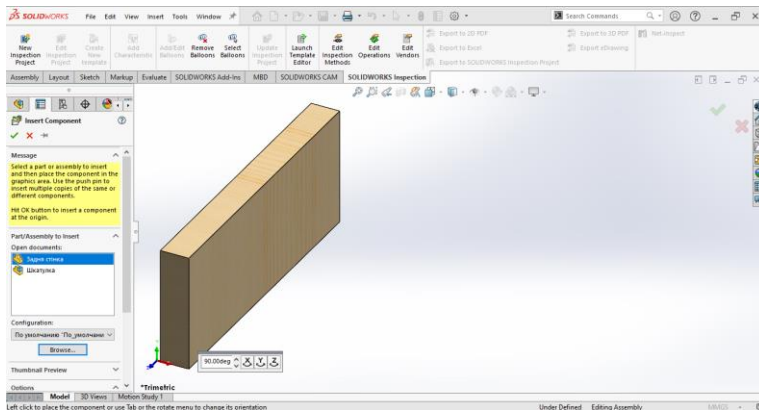 SOLIDWORKS File Edit View Insert Tools Window
Search Commands
New Inspection Project
Edit Inspection Project
Create New Template
Add Characteristic
Add/Edit Balloons
Remove Balloons
Select Balloons
Update Inspection Project
Launch Template Editor
Edit Inspection Methods
Edit Operations
Edit Vendors
Export to 2D PDF
Export to Excel
Export to SOLIDWORKS Inspection Project
Export to 3D PDF
Export eDrawing
Net-Inspect
Assembly Layout Sketch Markup Evaluate SOLIDWORKS Add-Ins MBD SOLIDWORKS CAM SOLIDWORKS Inspection
Insert Component
Message
Select a part or assembly to insert
and then place the component in the
graphics area. Use the push pin to
insert multiple copies of the same or
different components.
Hit OK button to insert a component
at the origin.
Part/Assembly to Insert
Open documents:
Задня стінка
Шкатулка
Configuration:
По умолчанию "По_умолчани
Browse...
Thumbnail Preview
Options
90.00deg X Y Z
*Trimetric
Model 3D Views Motion Study 1
Left click to place the component or use Tab or the rotate menu to change its orientation
Under Defined Editing Assembly MMGS